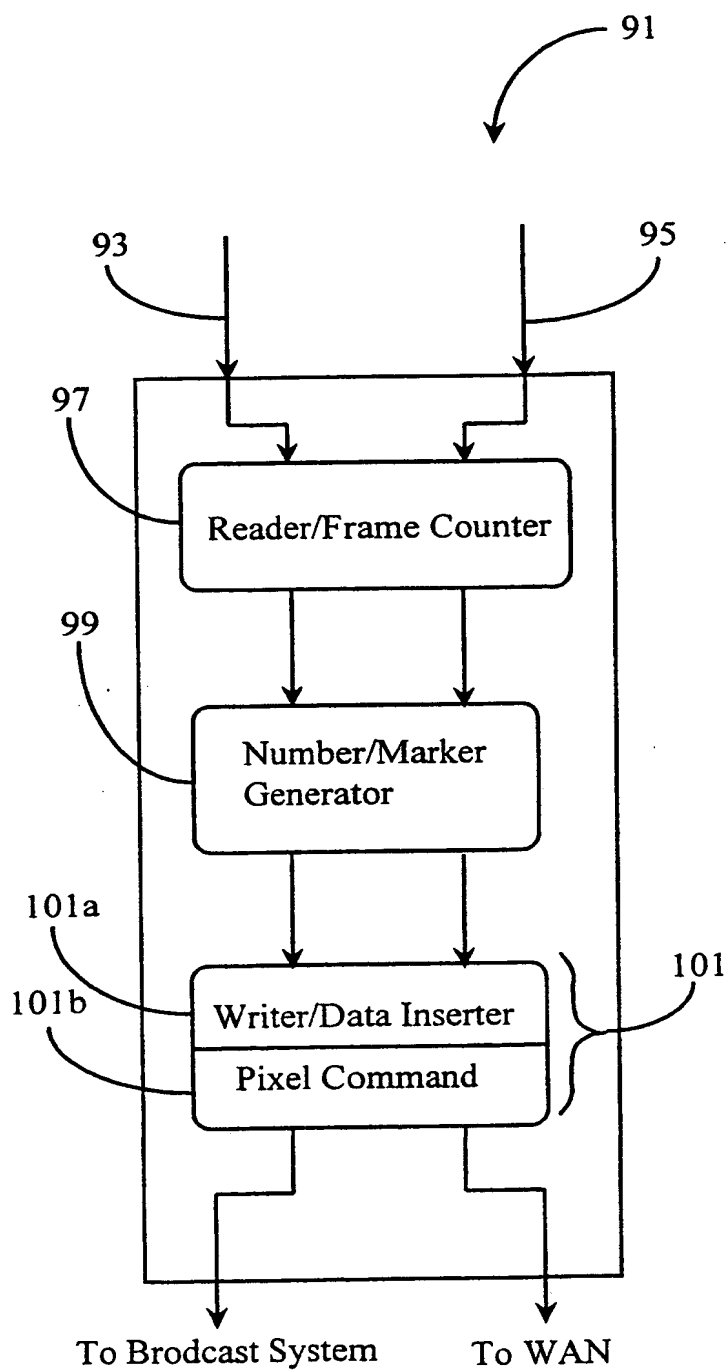 91
93
95
97
Reader/Frame Counter
99
Number/Marker
Generator
101a
101
101b
Writer/Data Inserter
Pixel Command
To Brodcast System
To WAN